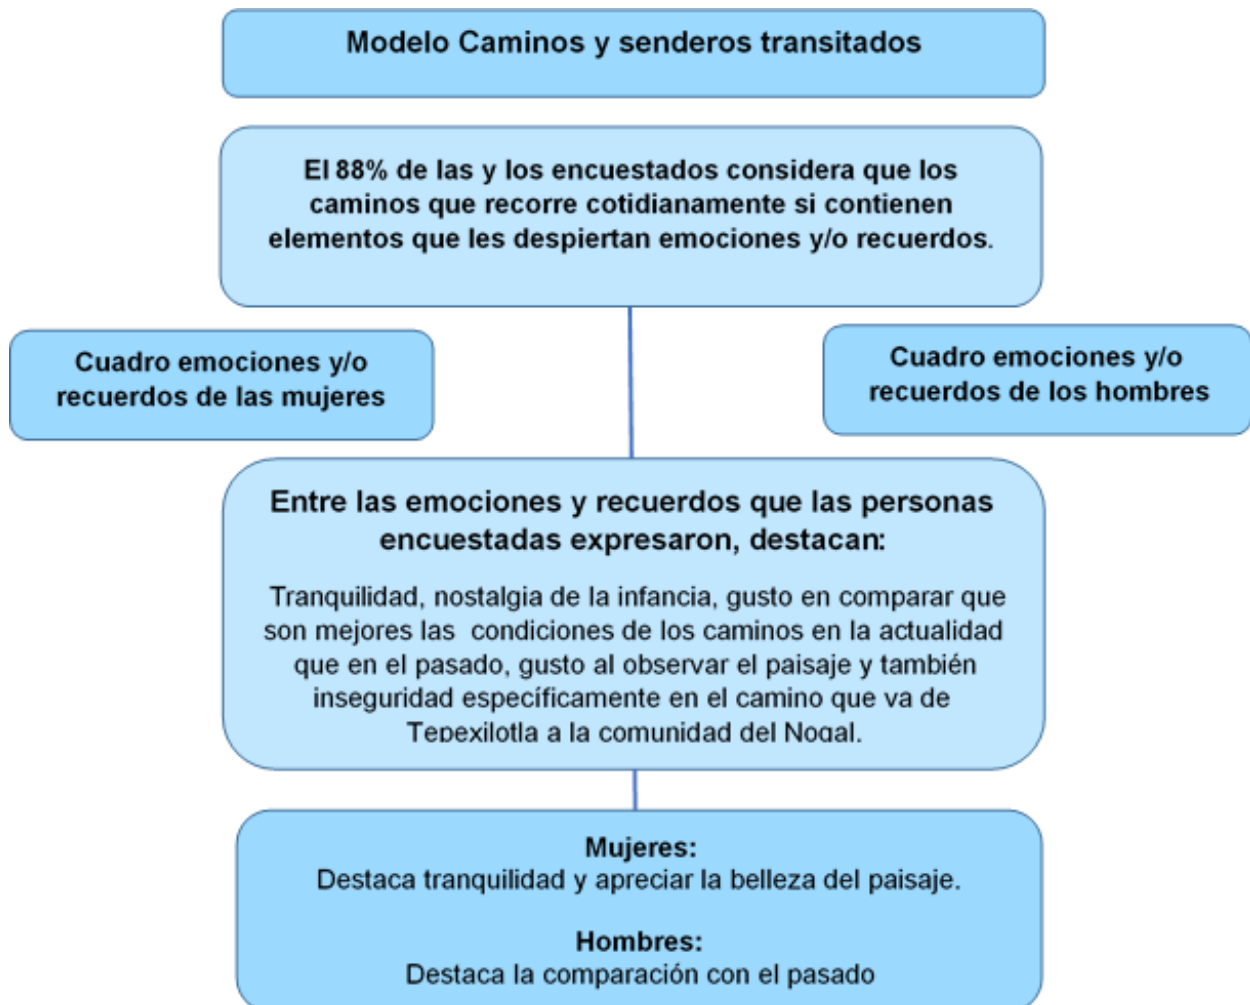 Modelo Caminos y senderos transitados
El 88% de las y los encuestados considera que los
caminos que recorre cotidianamente si contienen
elementos que les despiertan emociones y/o recuerdos.
Cuadro emociones y/o
recuerdos de las mujeres
Cuadro emociones y/o
recuerdos de los hombres
Entre las emociones y recuerdos que las personas
encuestadas expresaron, destacan:
Tranquilidad, nostalgia de la infancia, gusto en comparar que
son mejores las condiciones de los caminos en la actualidad
que en el pasado, gusto al observar el paisaje y también
inseguridad específicamente en el camino que va de
Tepexilotla a la comunidad del Nogal.
Mujeres:
Destaca tranquilidad y apreciar la belleza del paisaje.
Hombres:
Destaca la comparación con el pasado